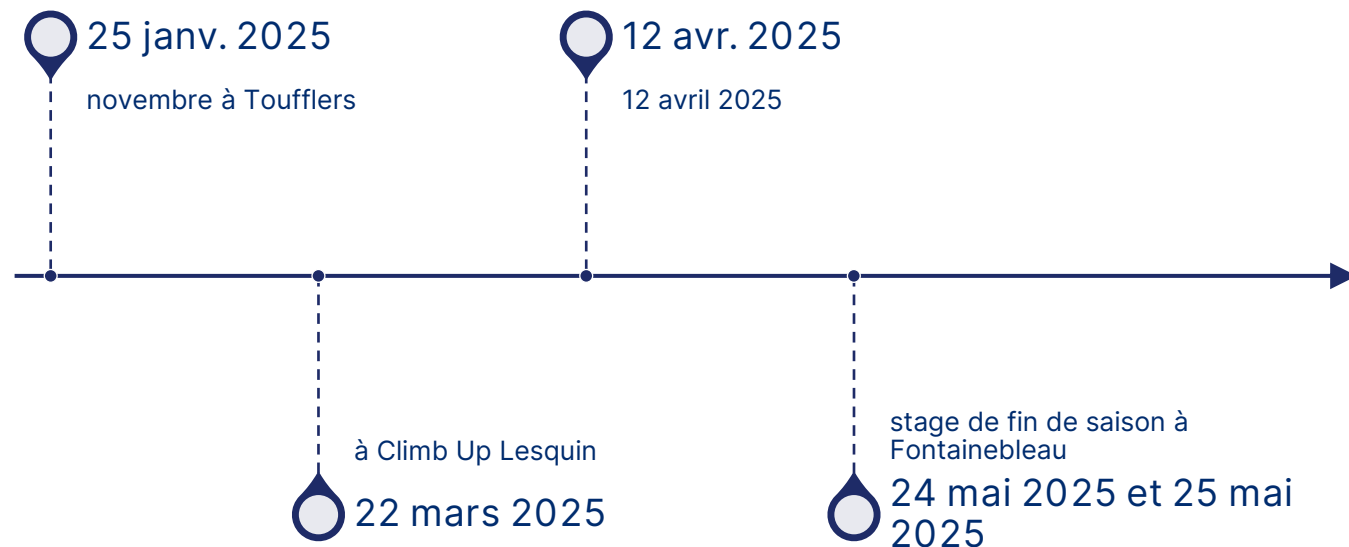 25 janv. 2025
novembre à Toufflers
12 avr. 2025
12 avril 2025
à Climb Up Lesquin
22 mars 2025
stage de fin de saison à
Fontainebleau
24 mai 2025 et 25 mai
2025